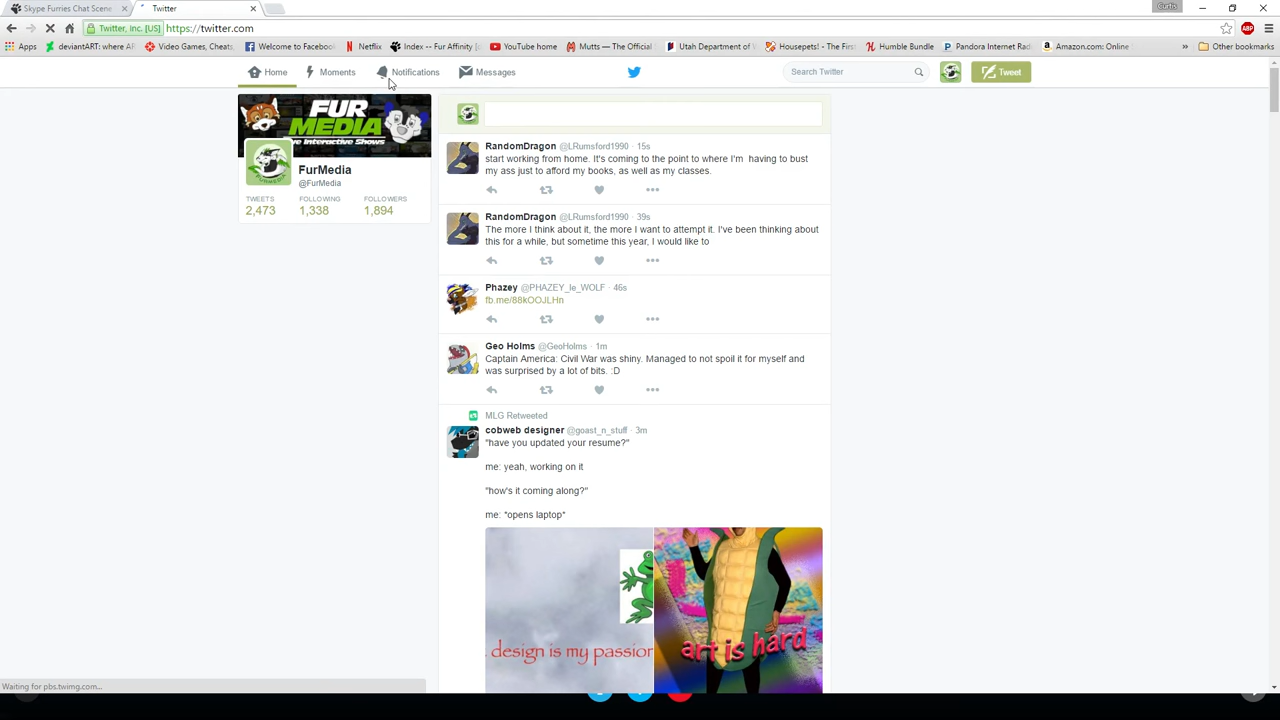 Skype Furries Chat Scene
Twitter
Curtis
Twitter, Inc. [US]
https://twitter.com
ABP
Apps
deviantART: where AR
Video Games, Cheats,
Welcome to Facebook
Netflix
Index -- Fur Affinity [
YouTube home
Mutts — The Official
Utah Department of V
Housepets! — The First
Humble Bundle
Pandora Internet Radi
Amazon.com: Online
»
Other bookmarks
Home
Moments
Notifications
Messages
Search Twitter
Tweet
FUR
MEDIA
ve Interactive Shows
FURMEDIA
FurMedia
@FurMedia
TWEETS FOLLOWING FOLLOWERS
2,473 1,338 1,894
RandomDragon @LRumsford1990 · 15s
start working from home. It's coming to the point to where I'm having to bust
my ass just to afford my books, as well as my classes.
RandomDragon @LRumsford1990 · 39s
The more I think about it, the more I want to attempt it. I've been thinking about
this for a while, but sometime this year, I would like to
Phazey @PHAZEY_le_WOLF · 46s
fb.me/88kOOJLHn
Geo Holms @GeoHolms · 1m
Captain America: Civil War was shiny. Managed to not spoil it for myself and
was surprised by a lot of bits. :D
MLG Retweeted
cobweb designer @goast_n_stuff · 3m
"have you updated your resume?"
me: yeah, working on it
"how's it coming along?"
me: *opens laptop*
design is my passion
art is hard
Waiting for pbs.twimg.com...